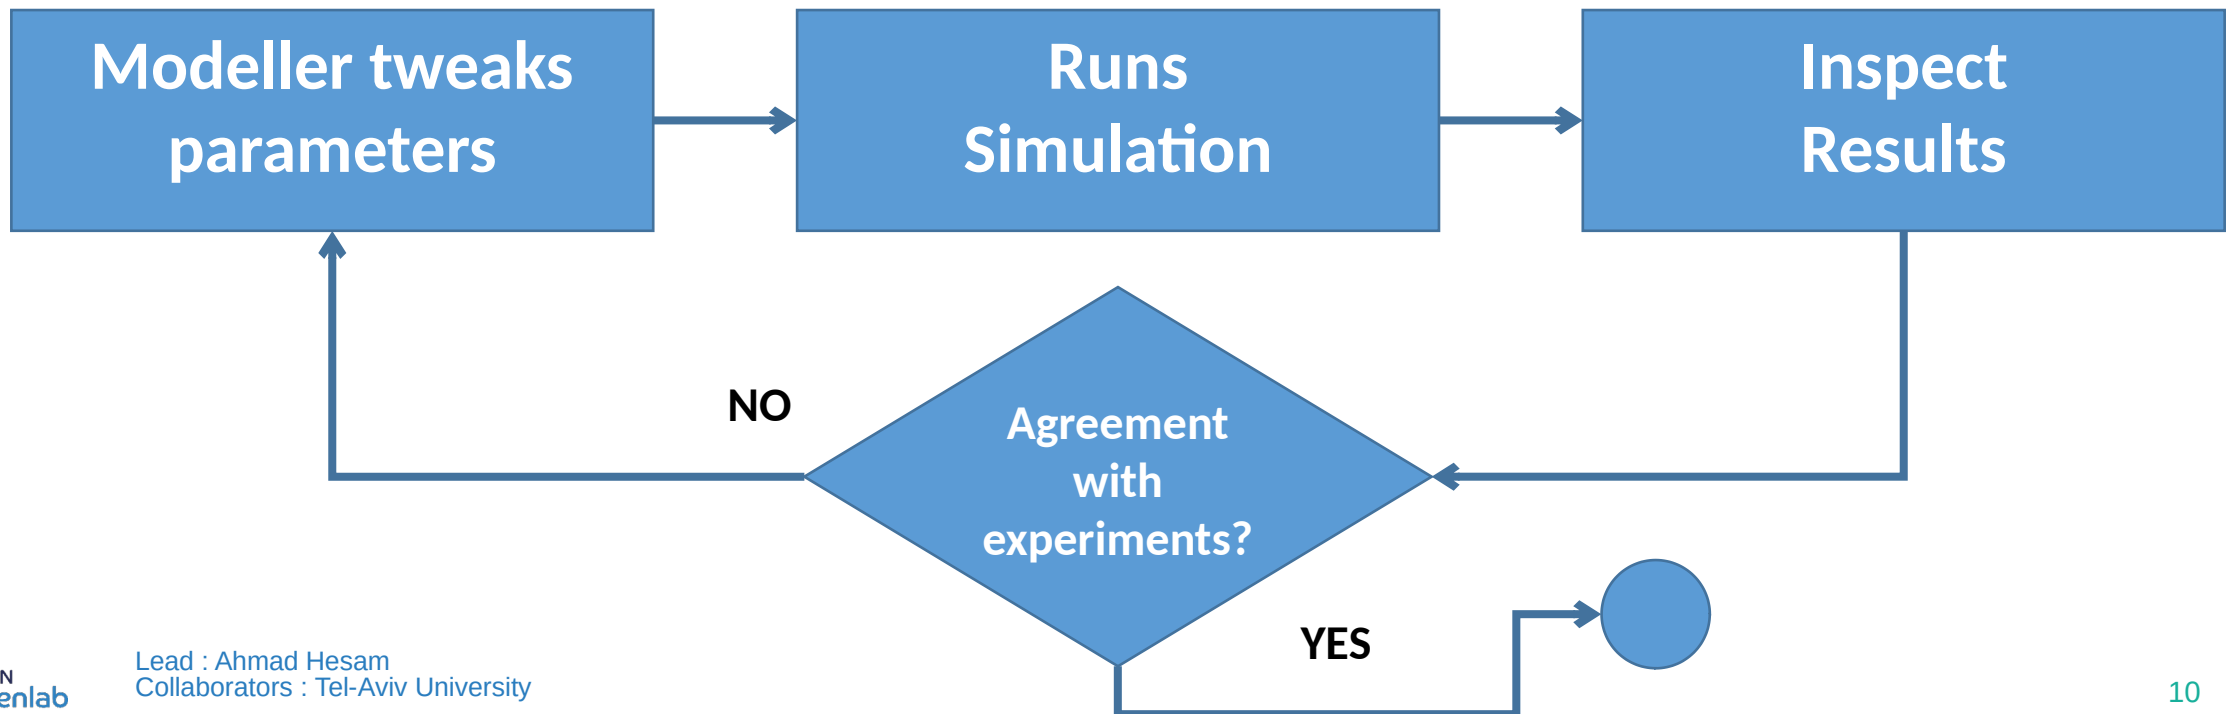 Modeller tweaks
parameters
Runs
Simulation
Inspect
Results
NO
Agreement
with
experiments?
YES
Lead : Ahmad Hesam
Collaborators : Tel-Aviv University
10